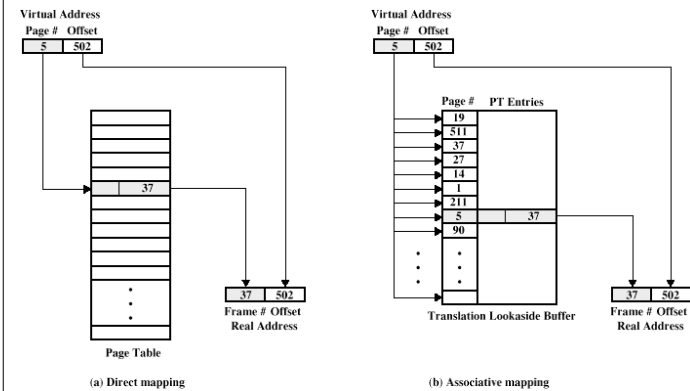 Virtual Address
Page # Offset
5 502
37
37 502
Frame # Offset
Real Address
Page Table
(a) Direct mapping
Virtual Address
Page # Offset
5 502
Page # PT Entries
19
511
37
27
14
1
211
5 37
90
37 502
Frame # Offset
Real Address
Translation Lookaside Buffer
(b) Associative mapping